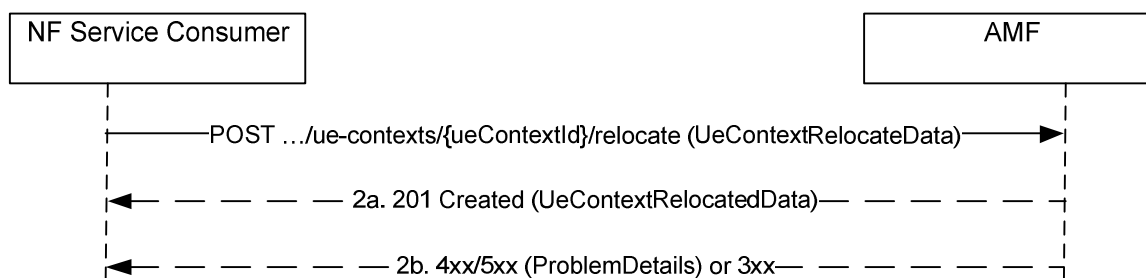 NF Service Consumer
AMF
POST …/ue-contexts/{ueContextId}/relocate (UeContextRelocateData)
2a. 201 Created (UeContextRelocatedData)
2b. 4xx/5xx (ProblemDetails) or 3xx